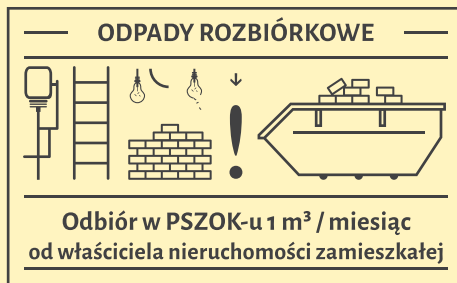 ODPADY ROZBIÓRKOWE
Odbiór w PSZOK-u 1 m³ / miesiąc
od właściciela nieruchomości zamieszkałej